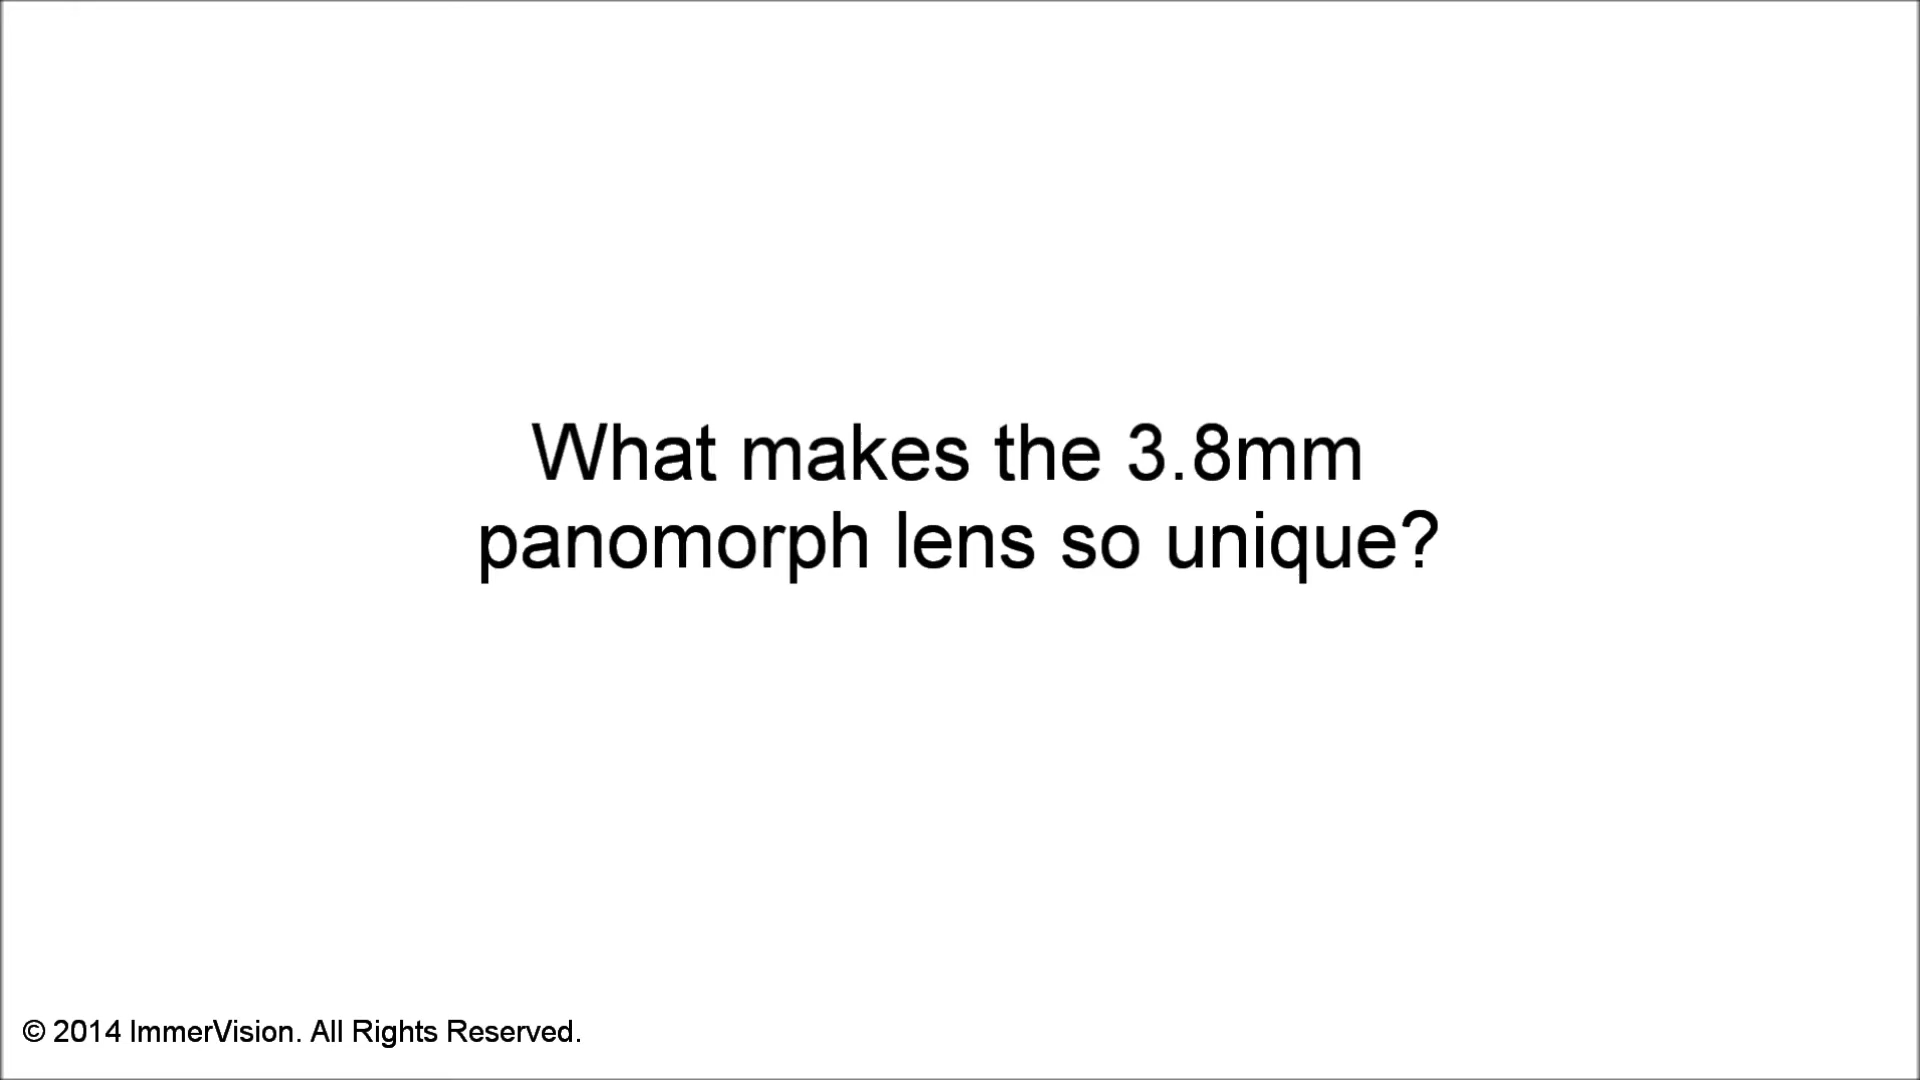 What makes the 3.8mm
panomorph lens so unique?
© 2014 ImmerVision. All Rights Reserved.